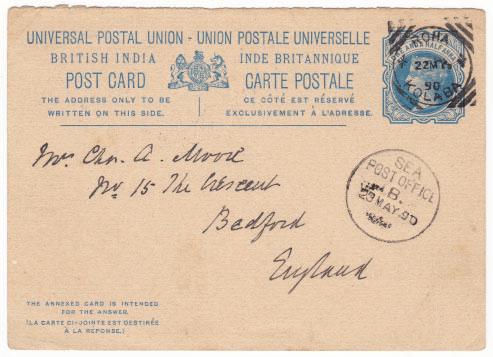 UNIVERSAL POSTAL UNION - UNION POSTALE UNIVERSELLE
BRITISH INDIA INDE BRITANNIQUE
POST CARD CARTE POSTALE
THE ADDRESS ONLY TO BE WRITTEN ON THIS SIDE.
CE CÔTÉ EST RÉSERVÉ EXCLUSIVEMENT À L'ADRESSE.
22 MY
90
KOLABA
SEA
POST OFFICE
B.
23 MAY. 90
Mrs Chas. A. Moore
No 15 The Crescent
Bedford
England
THE ANNEXED CARD IS INTENDED
FOR THE ANSWER.
(LA CARTE CI-JOINTE EST DESTINÉE
À LA RÉPONSE.)